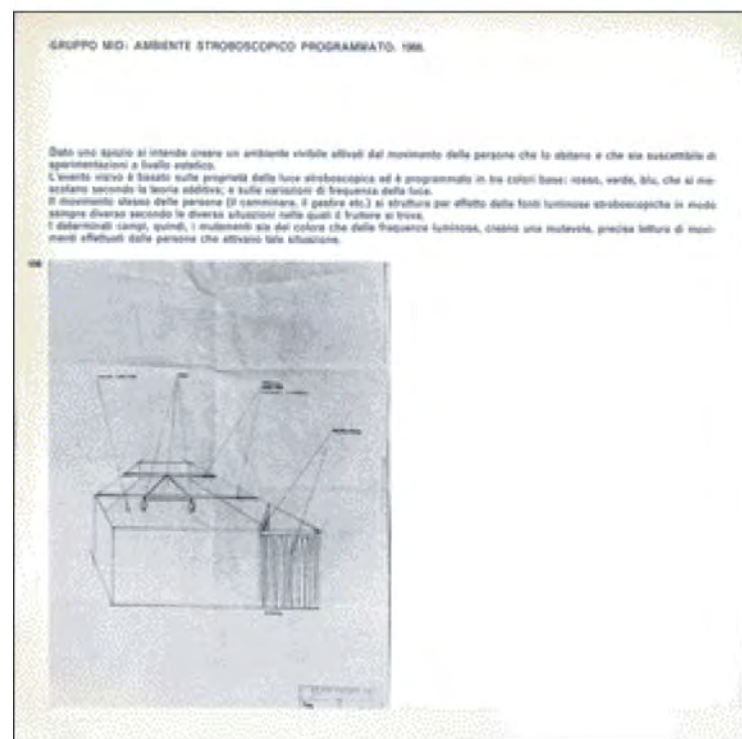 GRUPPO MID: AMBIENTE STROBOSCOPICO PROGRAMMATO. 1966.
Dato uno spazio si intende creare un ambiente vivibile attivati dal movimento delle persone che lo abitano e che sia suscettibile di
sperimentazioni a livello estetico.
L'evento visivo è basato sulle proprietà della luce stroboscopica ed è programmato in tre colori base: rosso, verde, blu, che si me-
scolano secondo la teoria additiva; e sulle variazioni di frequenza della luce.
Il movimento stesso delle persone (il camminare, il gestire etc.) si struttura per effetto delle fonti luminose stroboscopiche in modo
sempre diverso secondo le diverse situazioni nelle quali il fruitore si trova.
I determinati campi, quindi, i mutamenti sia del colore che delle frequenze luminose, creano una mutevole, precisa lettura di movi-
menti effettuati dalle persone che attivano tale situazione.